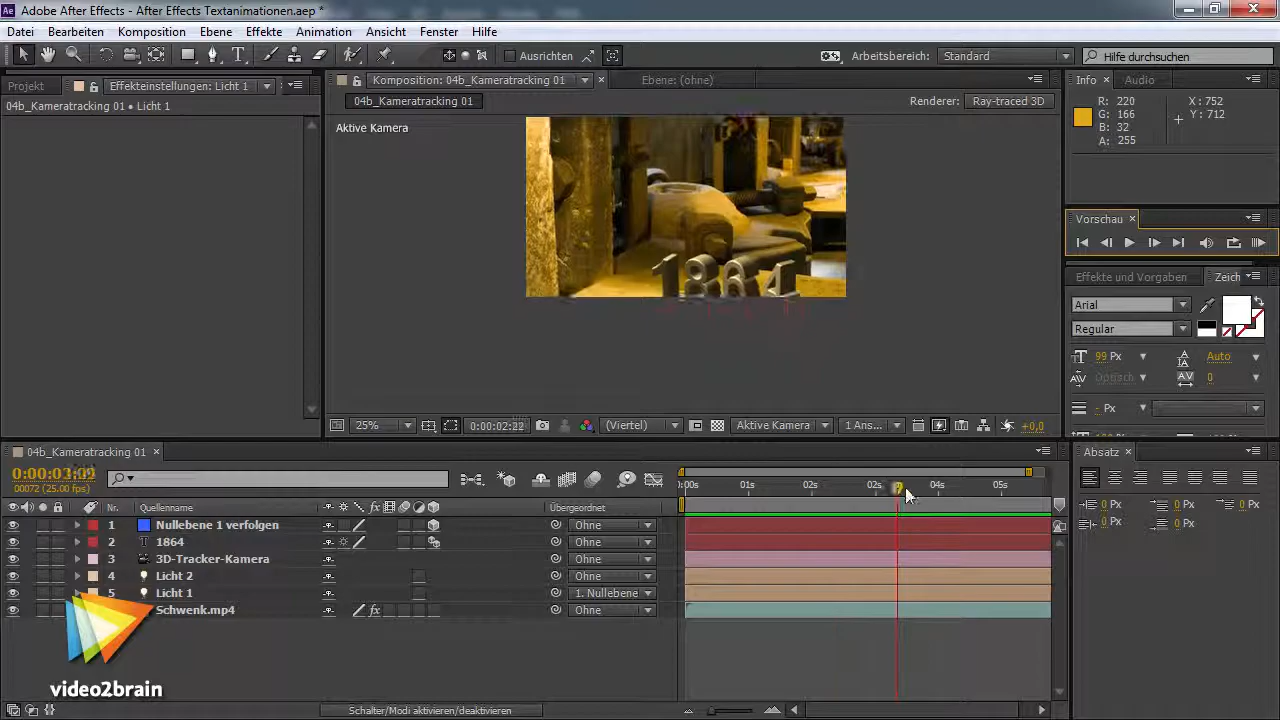 Ae Adobe After Effects - After Effects Textanimationen.aep *
Datei Bearbeiten Komposition Ebene Effekte Animation Ansicht Fenster Hilfe
Ausrichten Arbeitsbereich: Standard Hilfe durchsuchen
Projekt Effekteinstellungen: Licht 1 Komposition: 04b_Kameratracking 01 Ebene: (ohne) Info Audio
04b_Kameratracking 01 • Licht 1 04b_Kameratracking 01 Renderer: Ray-traced 3D
R: 220 X: 752
G: 166 Y: 712
B: 32
A: 255
Aktive Kamera
Vorschau
1864
Effekte und Vorgaben Zeich
Arial
Regular
99 Px Auto
Optisch 0
- Px
25% 0:00:02:22 (Viertel) Aktive Kamera 1 Ans... +0,0
04b_Kameratracking 01 Absatz
00072 (25.00 fps)
:00s 01s 02s 04s 05s
Nr. Quellenname Übergeordnet
0 Px 0 Px 0 Px
0 Px 0 Px
1 Nullebene 1 verfolgen Ohne
2 T 1864 Ohne
3 3D-Tracker-Kamera Ohne
4 Licht 2 Ohne
5 Licht 1 1. Nullebene
Schwenk.mp4 fx Ohne
video2brain
Schalter/Modi aktivieren/deaktivieren